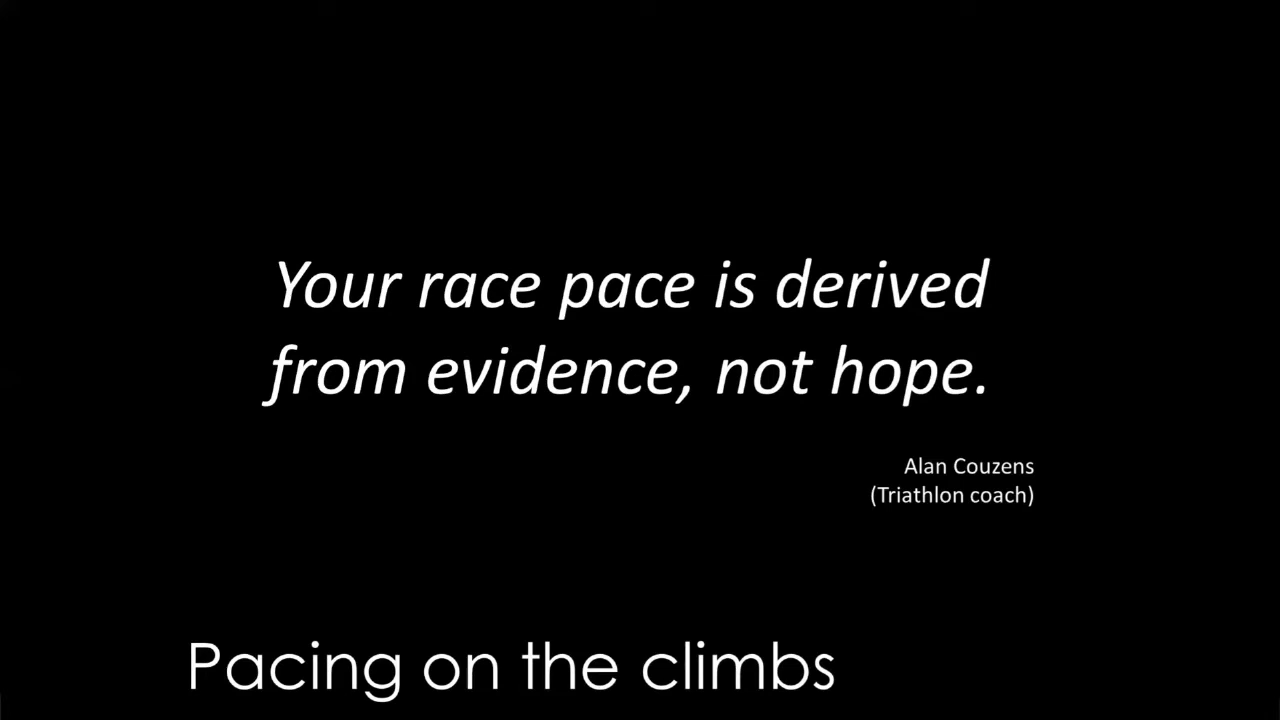 Your race pace is derived
from evidence, not hope.
Alan Couzens
(Triathlon coach)
Pacing on the climbs